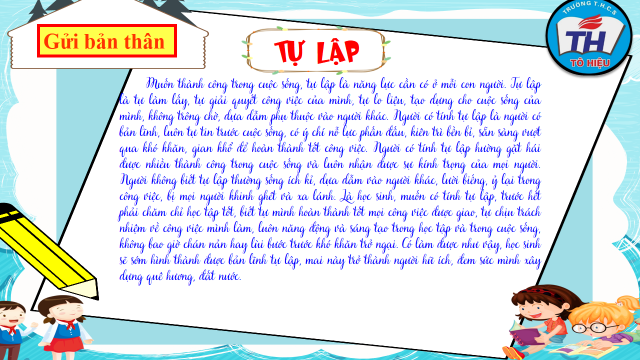 Gửi bản thân
TỰ LẬP
TRƯỜNG T.H.C.S
TH
TÔ HIỆU
Muốn thành công trong cuộc sống, tự lập là năng lực cần có ở mỗi con người. Tự lập
là tự làm lấy, tự giải quyết công việc của mình, tự lo liệu, tạo dựng cho cuộc sống của
mình, không trông chờ, dựa dẫm phụ thuộc vào người khác. Người có tính tự lập là người có
bản lĩnh, luôn tự tin trước cuộc sống, có ý chí nỗ lực phấn đấu, kiên trì bền bỉ, sẵn sàng vượt
qua khó khăn, gian khổ để hoàn thành tốt công việc. Người có tính tự lập thường gặt hái
được nhiều thành công trong cuộc sống và luôn nhận được sự kính trọng của mọi người.
Người không biết tự lập thường sống ích kỉ, dựa dẫm vào người khác, lười biếng, ỷ lại trong
công việc, bị mọi người khinh ghét và xa lánh. Là học sinh, muốn có tính tự lập, trước hết
phải chăm chỉ học tập tốt, biết tự mình hoàn thành tốt mọi công việc được giao, tự chịu trách
nhiệm về công việc mình làm, luôn năng động và sáng tạo trong học tập và trong cuộc sống,
không bao giờ chán nản hay lùi bước trước khó khăn trở ngại. Có làm được như vậy, học sinh
sẽ sớm hình thành được bản lĩnh tự lập, mai này trở thành người hữu ích, đem sức mình xây
dựng quê hương, đất nước.